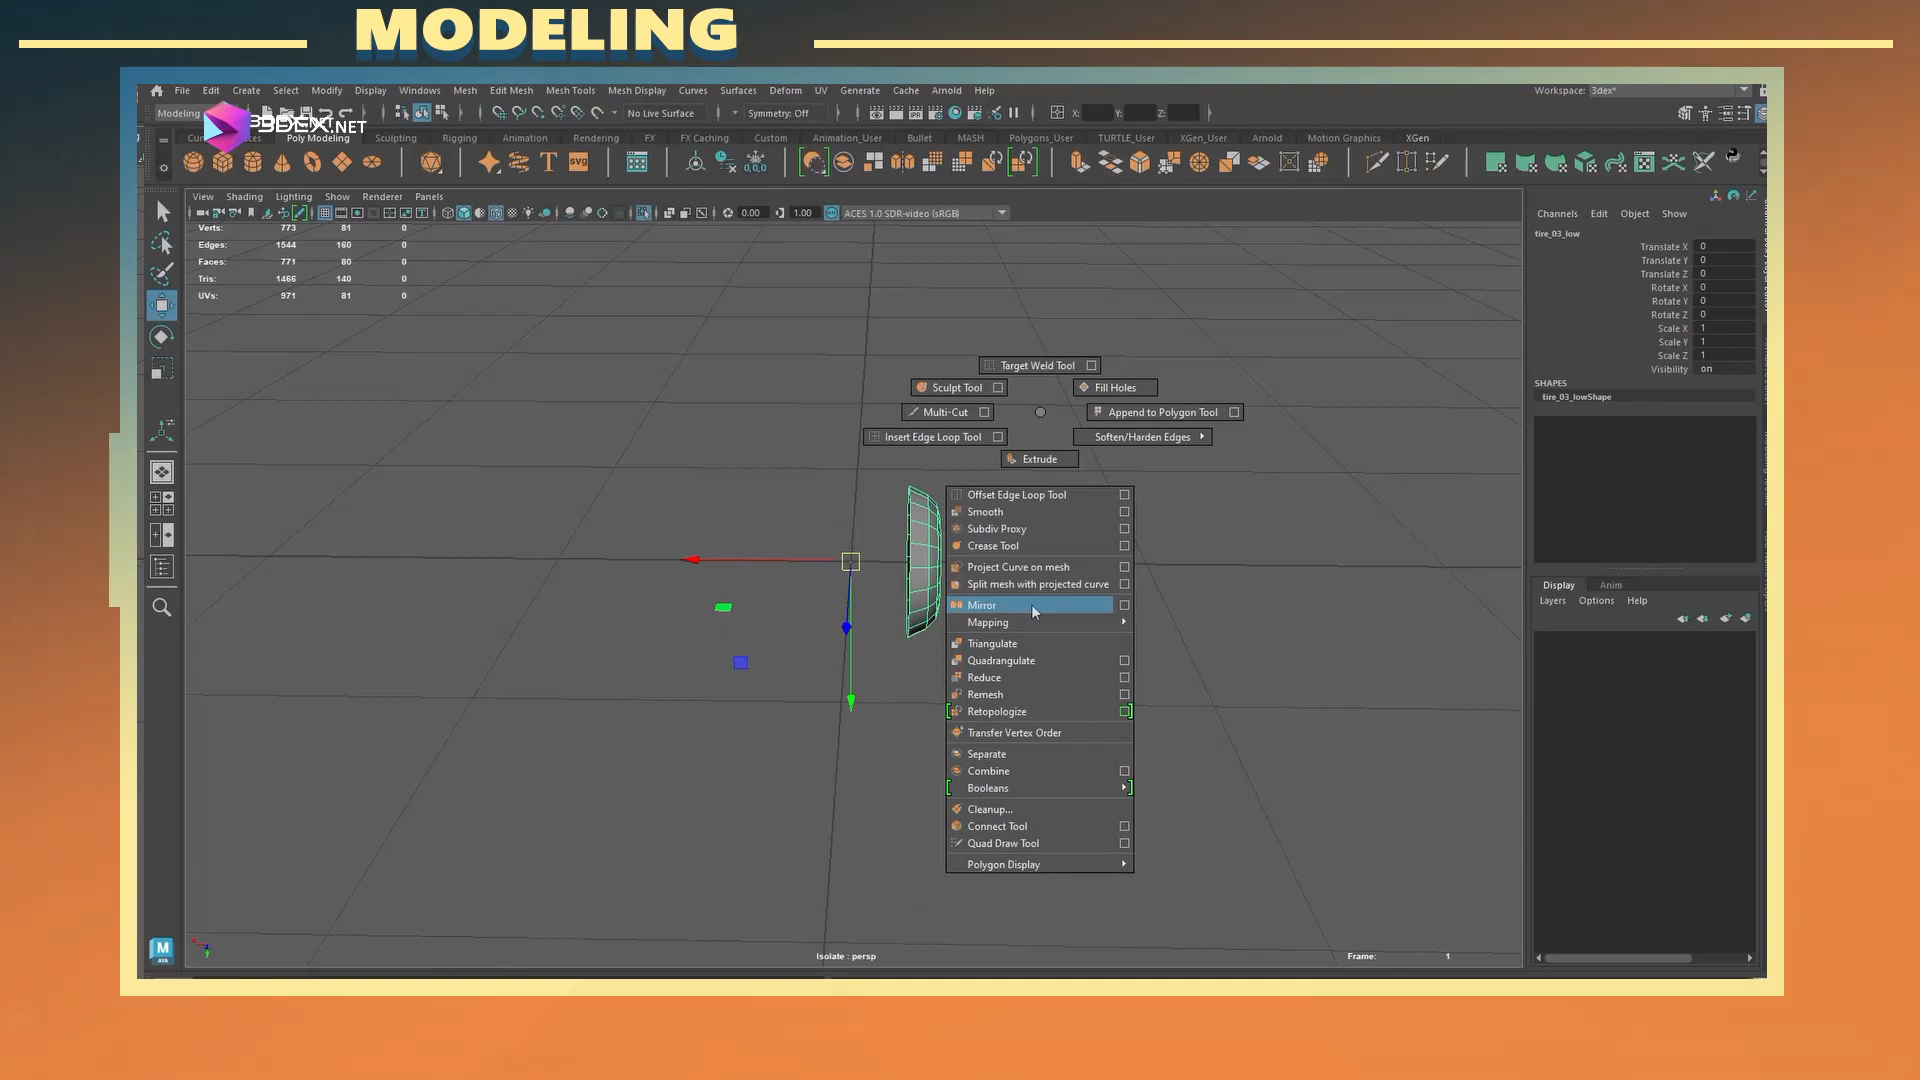 MODELING
File Edit Create Select Modify Display Windows Mesh Edit Mesh Mesh Tools Mesh Display Curves Surfaces Deform UV Generate Cache Arnold Help
Workspace: 3dex*
Modeling
No Live Surface
Symmetry: Off
X:
Y:
Z:
3DEX.NET
Poly Modeling Sculpting Rigging Animation Rendering FX FX Caching Custom Animation_User Bullet MASH Polygons_User TURTLE_User XGen_User Arnold Motion Graphics XGen
T
SVG
0,0,0
IPR
View Shading Lighting Show Renderer Panels
0.00
1.00
ACES 1.0 SDR-video (sRGB)
Verts: 773 81 0
Edges: 1544 160 0
Faces: 771 80 0
Tris: 1466 140 0
UVs: 971 81 0
Target Weld Tool
Sculpt Tool
Fill Holes
Multi-Cut
Append to Polygon Tool
Insert Edge Loop Tool
Soften/Harden Edges
Extrude
Offset Edge Loop Tool
Smooth
Subdiv Proxy
Crease Tool
Project Curve on mesh
Split mesh with projected curve
Mirror
Mapping
Triangulate
Quadrangulate
Reduce
Remesh
Retopologize
Transfer Vertex Order
Separate
Combine
Booleans
Cleanup...
Connect Tool
Quad Draw Tool
Polygon Display
Isolate : persp
Frame: 1
M
Channels Edit Object Show
tire_03_low
Translate X 0
Translate Y 0
Translate Z 0
Rotate X 0
Rotate Y 0
Rotate Z 0
Scale X 1
Scale Y 1
Scale Z 1
Visibility on
SHAPES
tire_03_lowShape
Display Anim
Layers Options Help